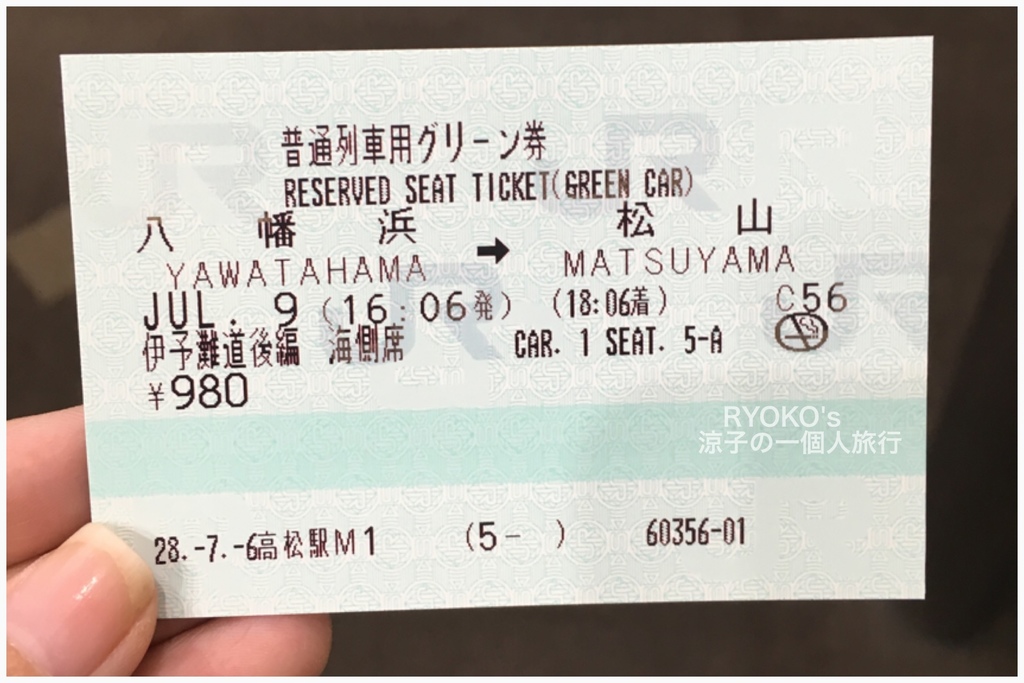 普通列車用グリーン券
RESERVED SEAT TICKET(GREEN CAR)
八幡浜 ➡ 松山
YAWATAHAMA MATSUYAMA
JUL. 9 (16:06発) (18:06着) C56
伊予灘道後編 海側席 CAR. 1 SEAT. 5-A
¥980
RYOKO's
涼子の一個人旅行
28.-7.-6高松駅M1 (5- ) 60356-01